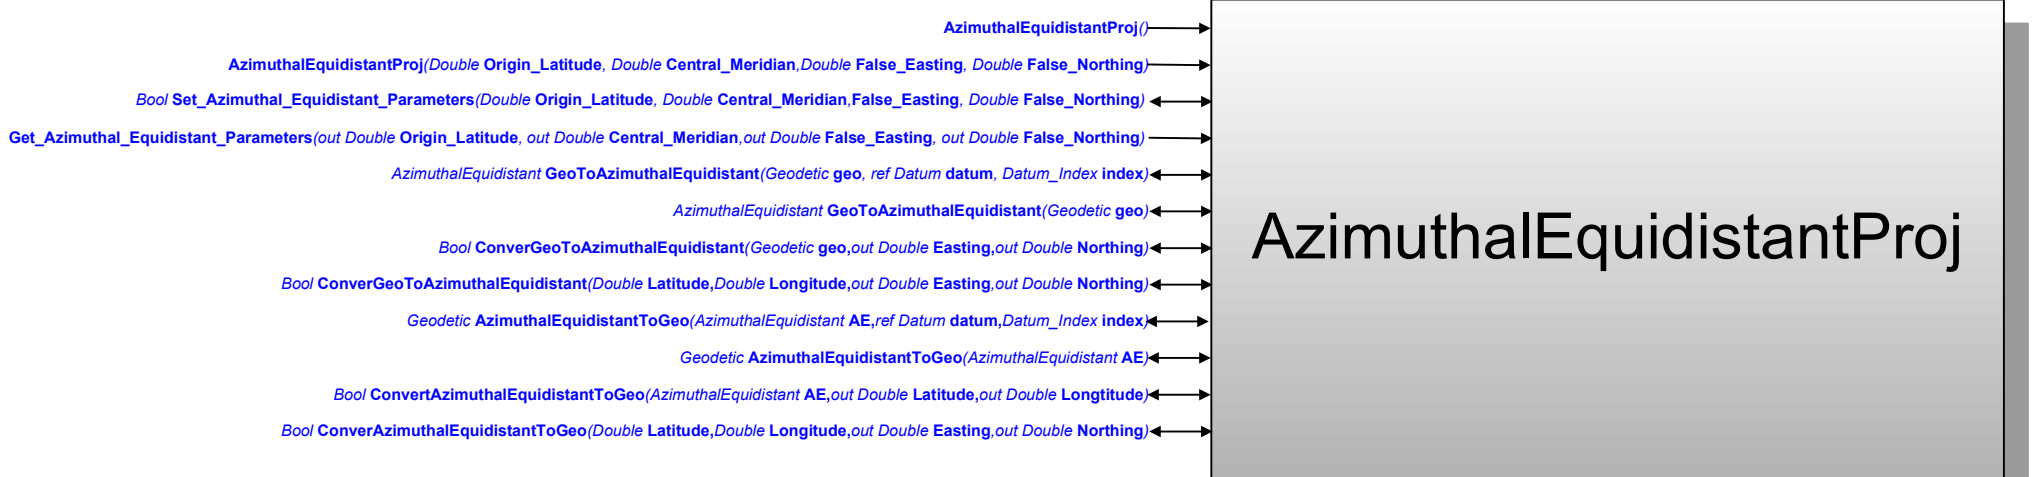 AzimuthalEquidistantProj()
AzimuthalEquidistantProj(Double Origin_Latitude, Double Central_Meridian,Double False_Easting, Double False_Northing)
Bool Set_Azimuthal_Equidistant_Parameters(Double Origin_Latitude, Double Central_Meridian,False_Easting, Double False_Northing)
Get_Azimuthal_Equidistant_Parameters(out Double Origin_Latitude, out Double Central_Meridian,out Double False_Easting, out Double False_Northing)
AzimuthalEquidistant GeoToAzimuthalEquidistant(Geodetic geo, ref Datum datum, Datum_Index index)
AzimuthalEquidistant GeoToAzimuthalEquidistant(Geodetic geo)
AzimuthalEquidistantProj
Bool ConverGeoToAzimuthalEquidistant(Geodetic geo,out Double Easting,out Double Northing)
Bool ConverGeoToAzimuthalEquidistant(Double Latitude,Double Longitude,out Double Easting,out Double Northing)
Geodetic AzimuthalEquidistantToGeo(AzimuthalEquidistant AE,ref Datum datum,Datum_Index index)
Geodetic AzimuthalEquidistantToGeo(AzimuthalEquidistant AE)
Bool ConvertAzimuthalEquidistantToGeo(AzimuthalEquidistant AE,out Double Latitude,out Double Longtitude)
Bool ConverAzimuthalEquidistantToGeo(Double Latitude,Double Longitude,out Double Easting,out Double Northing)